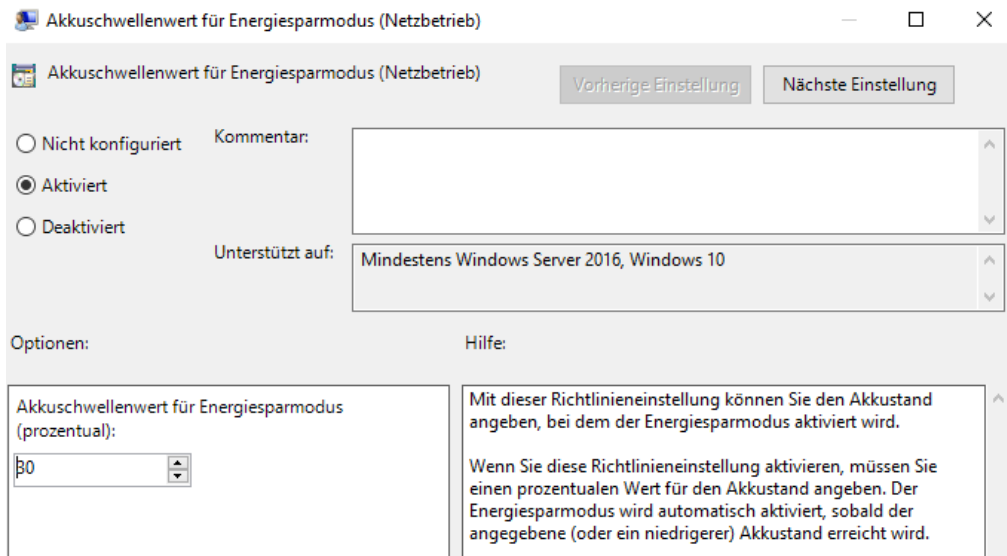 Akkuschwellenwert für Energiesparmodus (Netzbetrieb)
Akkuschwellenwert für Energiesparmodus (Netzbetrieb)
Vorherige Einstellung
Nächste Einstellung
Nicht konfiguriert
Aktiviert
Deaktiviert
Kommentar:
Unterstützt auf:
Mindestens Windows Server 2016, Windows 10
Optionen:
Hilfe:
Akkuschwellenwert für Energiesparmodus
(prozentual):
30
Mit dieser Richtlinieneinstellung können Sie den Akkustand
angeben, bei dem der Energiesparmodus aktiviert wird.
Wenn Sie diese Richtlinieneinstellung aktivieren, müssen Sie
einen prozentualen Wert für den Akkustand angeben. Der
Energiesparmodus wird automatisch aktiviert, sobald der
angegebene (oder ein niedrigerer) Akkustand erreicht wird.